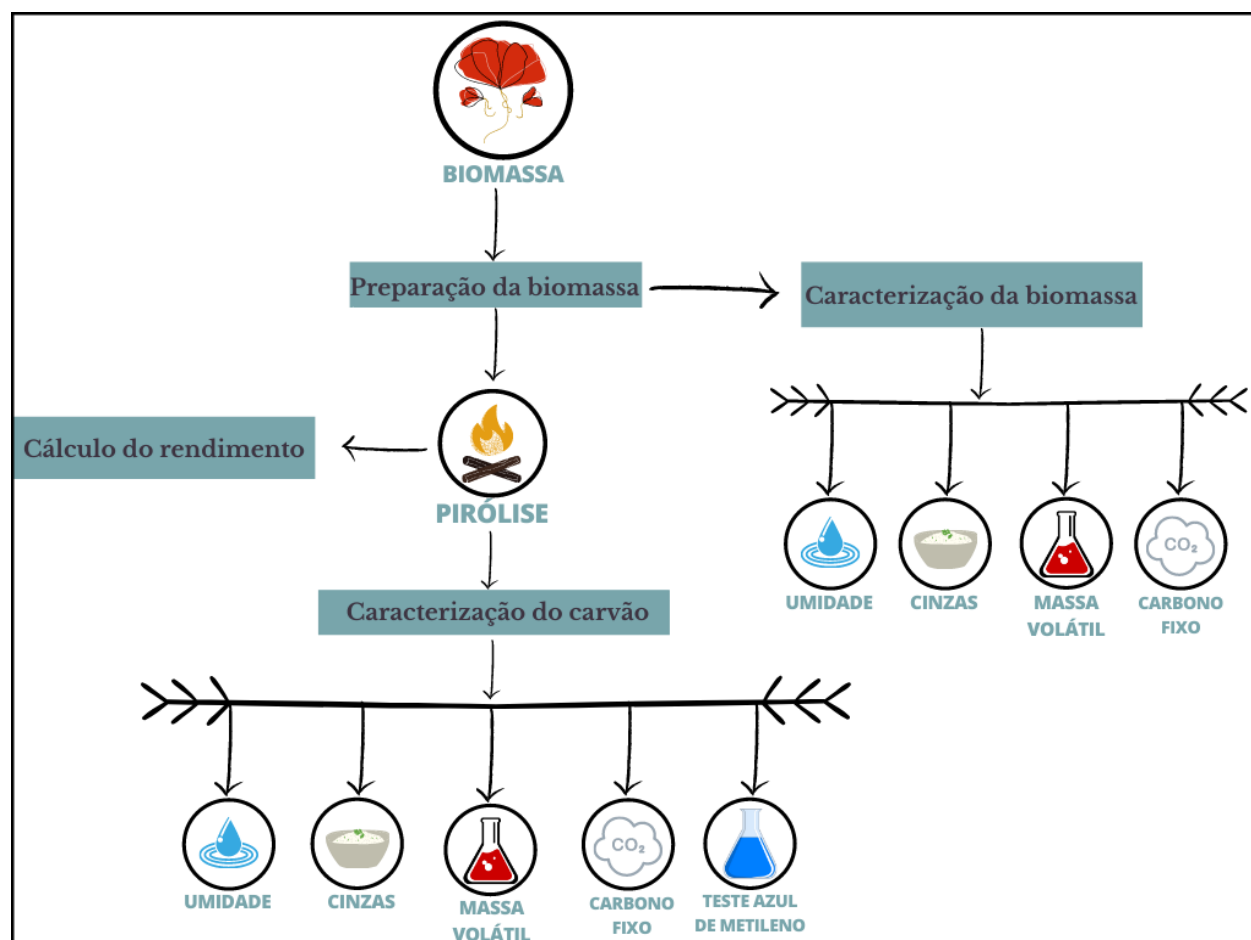 BIOMASSA
Preparação da biomassa
Caracterização da biomassa
Cálculo do rendimento
PIRÓLISE
UMIDADE
CINZAS
MASSA
VOLÁTIL
CO₂
CARBONO
FIXO
Caracterização do carvão
UMIDADE
CINZAS
MASSA
VOLÁTIL
CO₂
CARBONO
FIXO
TESTE AZUL
DE METILENO